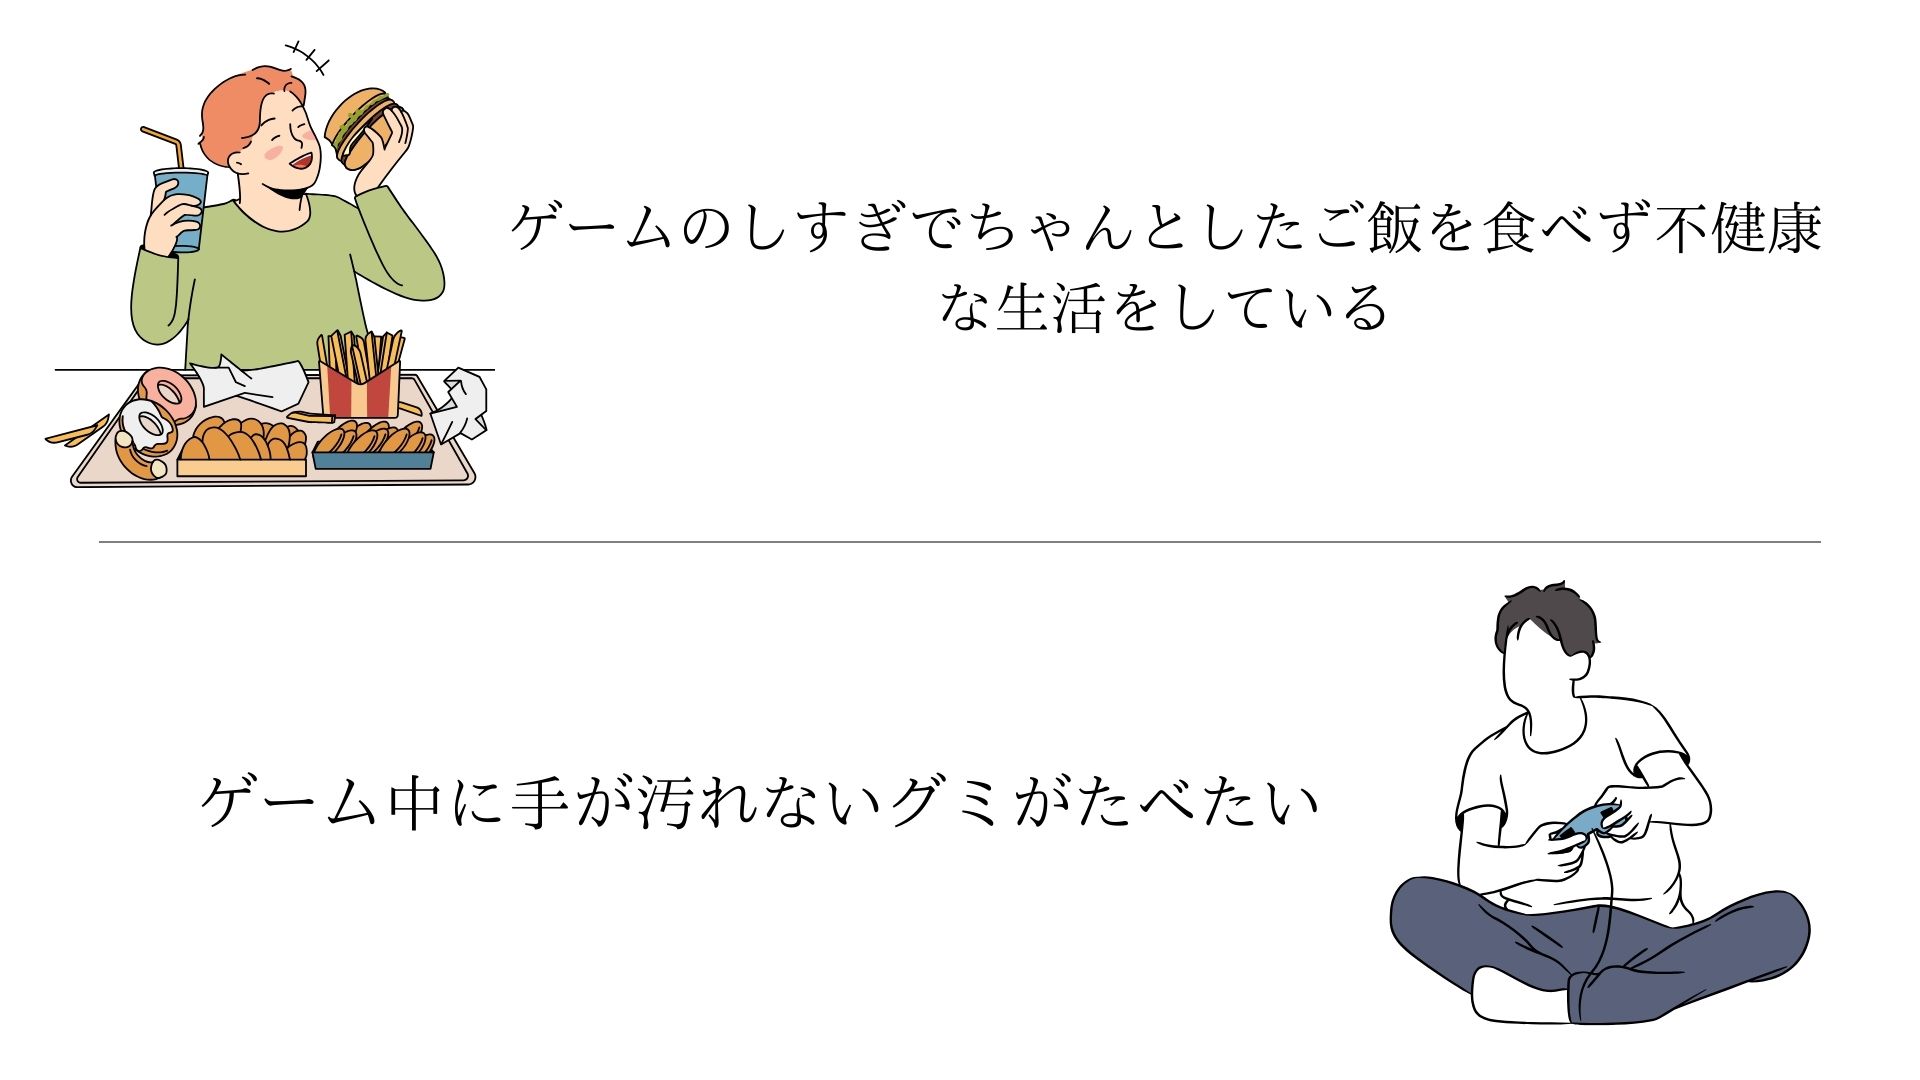 ゲームのしすぎでちゃんとしたご飯を食べず不健康
な生活をしている
ゲーム中に手が汚れないグミがたべたい